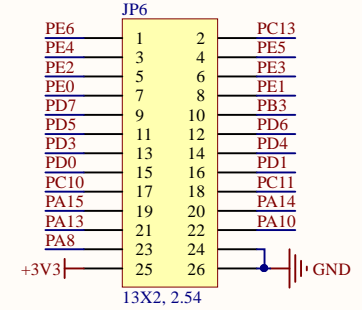 JP6
PE6 1 2 PC13
PE4 3 4 PE5
PE2 5 6 PE3
PE0 7 8 PE1
PD7 9 10 PB3
PD5 11 12 PD6
PD3 13 14 PD4
PD0 15 16 PD1
PC10 17 18 PC11
PA15 19 20 PA14
PA13 21 22 PA10
PA8 23 24
+3V3 25 26 GND
13X2, 2.54